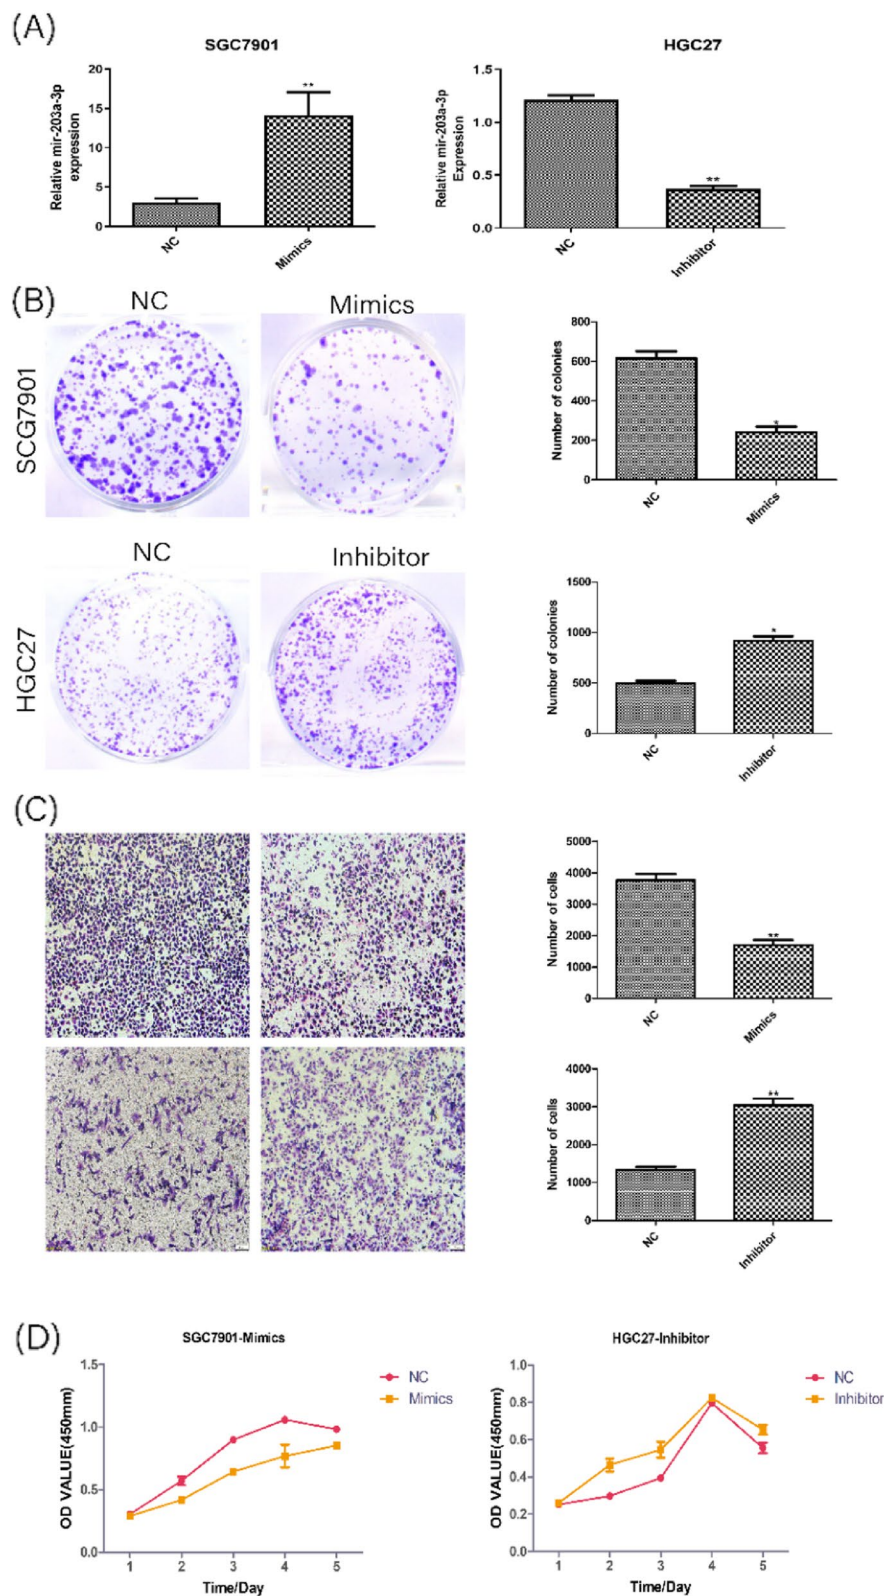 (A)
SGC7901
Relative mir-203a-3p
expression
20
15
10
5
0
**
NC
Mimics
HGC27
Relative mir-203a-3p
Expression
1.5
1.0
0.5
0.0
**
NC
Inhibitor
(B)
NC
Mimics
SCG7901
Number of colonies
800
600
400
200
0
*
NC
Mimics
NC
Inhibitor
HGC27
Number of colonies
1500
1000
500
0
*
NC
Inhibitor
(C)
Number of cells
5000
4000
3000
2000
1000
0
**
NC
Mimics
Number of cells
4000
3000
2000
1000
0
**
NC
Inhibitor
(D)
SGC7901-Mimics
OD VALUE(450mm)
1.5
1.0
0.5
0.0
1 2 3 4 5
Time/Day
NC
Mimics
HGC27-Inhibitor
OD VALUE(450mm)
1.0
0.8
0.6
0.4
0.2
0.0
1 2 3 4 5
Time/Day
NC
Inhibitor